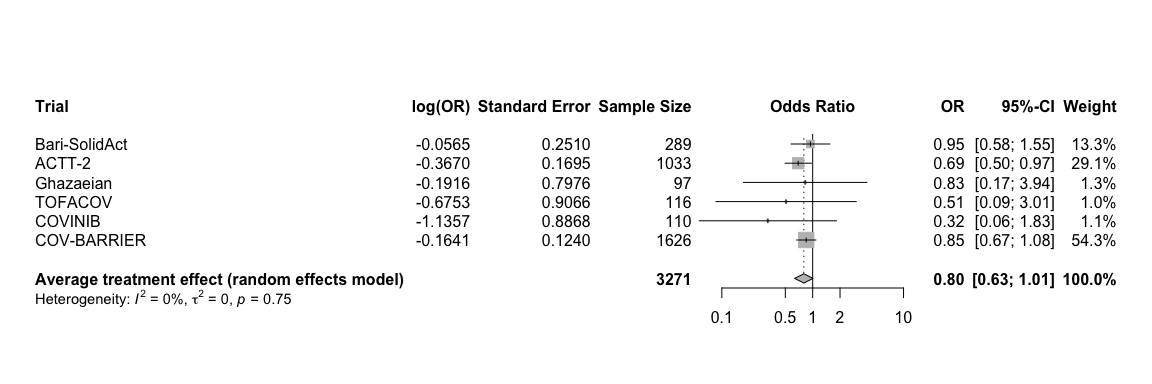 Trial log(OR) Standard Error Sample Size Odds Ratio OR 95%-CI Weight
Bari-SolidAct -0.0565 0.2510 289 0.95 [0.58; 1.55] 13.3%
ACTT-2 -0.3670 0.1695 1033 0.69 [0.50; 0.97] 29.1%
Ghazaeian -0.1916 0.7976 97 0.83 [0.17; 3.94] 1.3%
TOFACOV -0.6753 0.9066 116 0.51 [0.09; 3.01] 1.0%
COVINIB -1.1357 0.8868 110 0.32 [0.06; 1.83] 1.1%
COV-BARRIER -0.1641 0.1240 1626 0.85 [0.67; 1.08] 54.3%
Average treatment effect (random effects model) 3271 0.80 [0.63; 1.01] 100.0%
Heterogeneity: I² = 0%, τ² = 0, p = 0.75
0.1 0.5 1 2 10